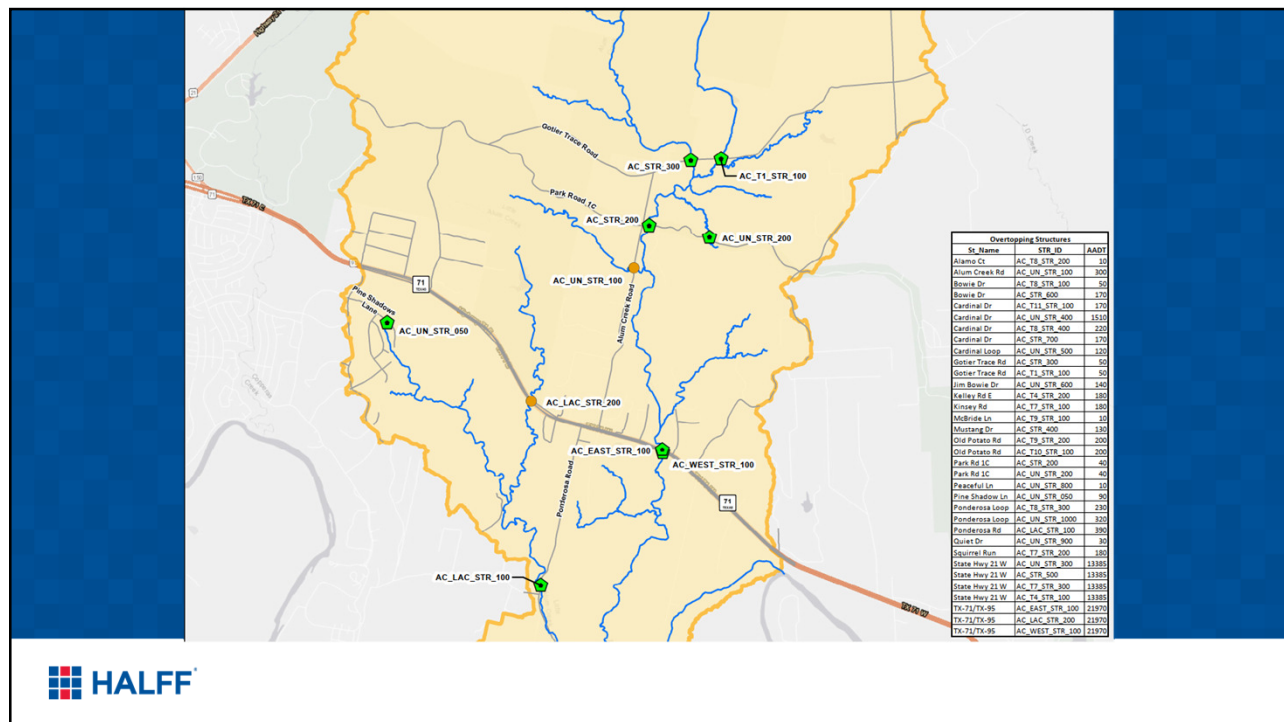 Gotier Trace Road
AC_STR_300
AC_T1_STR_100
Park Road 1C
AC_STR_200
AC_UN_STR_200
AC_UN_STR_100
Alum Creek Road
71
Pine Shadows
Lane
AC_UN_STR_050
AC_LAC_STR_200
AC_EAST_STR_100
AC_WEST_STR_100
Ponderosa Road
71
AC_LAC_STR_100
Overtopping Structures
St_Name STR_ID AADT
Alamo Ct AC_T8_STR_200 10
Alum Creek Rd AC_UN_STR_100 300
Bowie Dr AC_T8_STR_100 50
Bowie Dr AC_STR_600 170
Cardinal Dr AC_T11_STR_100 170
Cardinal Dr AC_UN_STR_400 1510
Cardinal Dr AC_T8_STR_400 220
Cardinal Dr AC_STR_700 170
Cardinal Loop AC_UN_STR_500 120
Gotier Trace Rd AC_STR_300 50
Gotier Trace Rd AC_T1_STR_100 50
Jim Bowie Dr AC_UN_STR_600 140
Kelley Rd E AC_T4_STR_200 180
Kinsey Rd AC_T7_STR_100 180
McBride Ln AC_T9_STR_100 10
Mustang Dr AC_STR_400 130
Old Potato Rd AC_T9_STR_200 200
Old Potato Rd AC_T10_STR_100 200
Park Rd 1C AC_STR_200 40
Park Rd 1C AC_UN_STR_200 40
Peaceful Ln AC_UN_STR_800 10
Pine Shadow Ln AC_UN_STR_050 90
Ponderosa Loop AC_T8_STR_300 230
Ponderosa Loop AC_UN_STR_1000 320
Ponderosa Rd AC_LAC_STR_100 390
Quiet Dr AC_UN_STR_900 30
Squirrel Run AC_T7_STR_200 180
State Hwy 21 W AC_UN_STR_300 13385
State Hwy 21 W AC_STR_500 13385
State Hwy 21 W AC_T7_STR_300 13385
State Hwy 21 W AC_T4_STR_100 13385
TX-71/TX-95 AC_EAST_STR_100 21970
TX-71/TX-95 AC_LAC_STR_200 21970
TX-71/TX-95 AC_WEST_STR_100 21970
HALFF